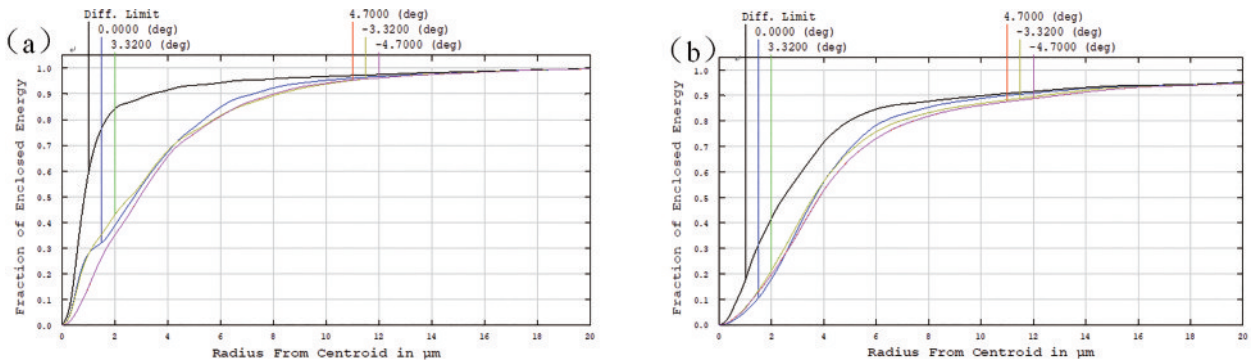 (a)
Diff. Limit
0.0000 (deg)
3.3200 (deg)
4.7000 (deg)
-3.3200 (deg)
-4.7000 (deg)
Fraction of Enclosed Energy
1.0
0.9
0.8
0.7
0.6
0.5
0.4
0.3
0.2
0.1
0.0
0 2 4 6 8 10 12 14 16 18 20
Radius From Centroid in µm
(b)
Diff. Limit
0.0000 (deg)
3.3200 (deg)
4.7000 (deg)
-3.3200 (deg)
-4.7000 (deg)
Fraction of Enclosed Energy
1.0
0.9
0.8
0.7
0.6
0.5
0.4
0.3
0.2
0.1
0.0
0 2 4 6 8 10 12 14 16 18 20
Radius From Centroid in µm